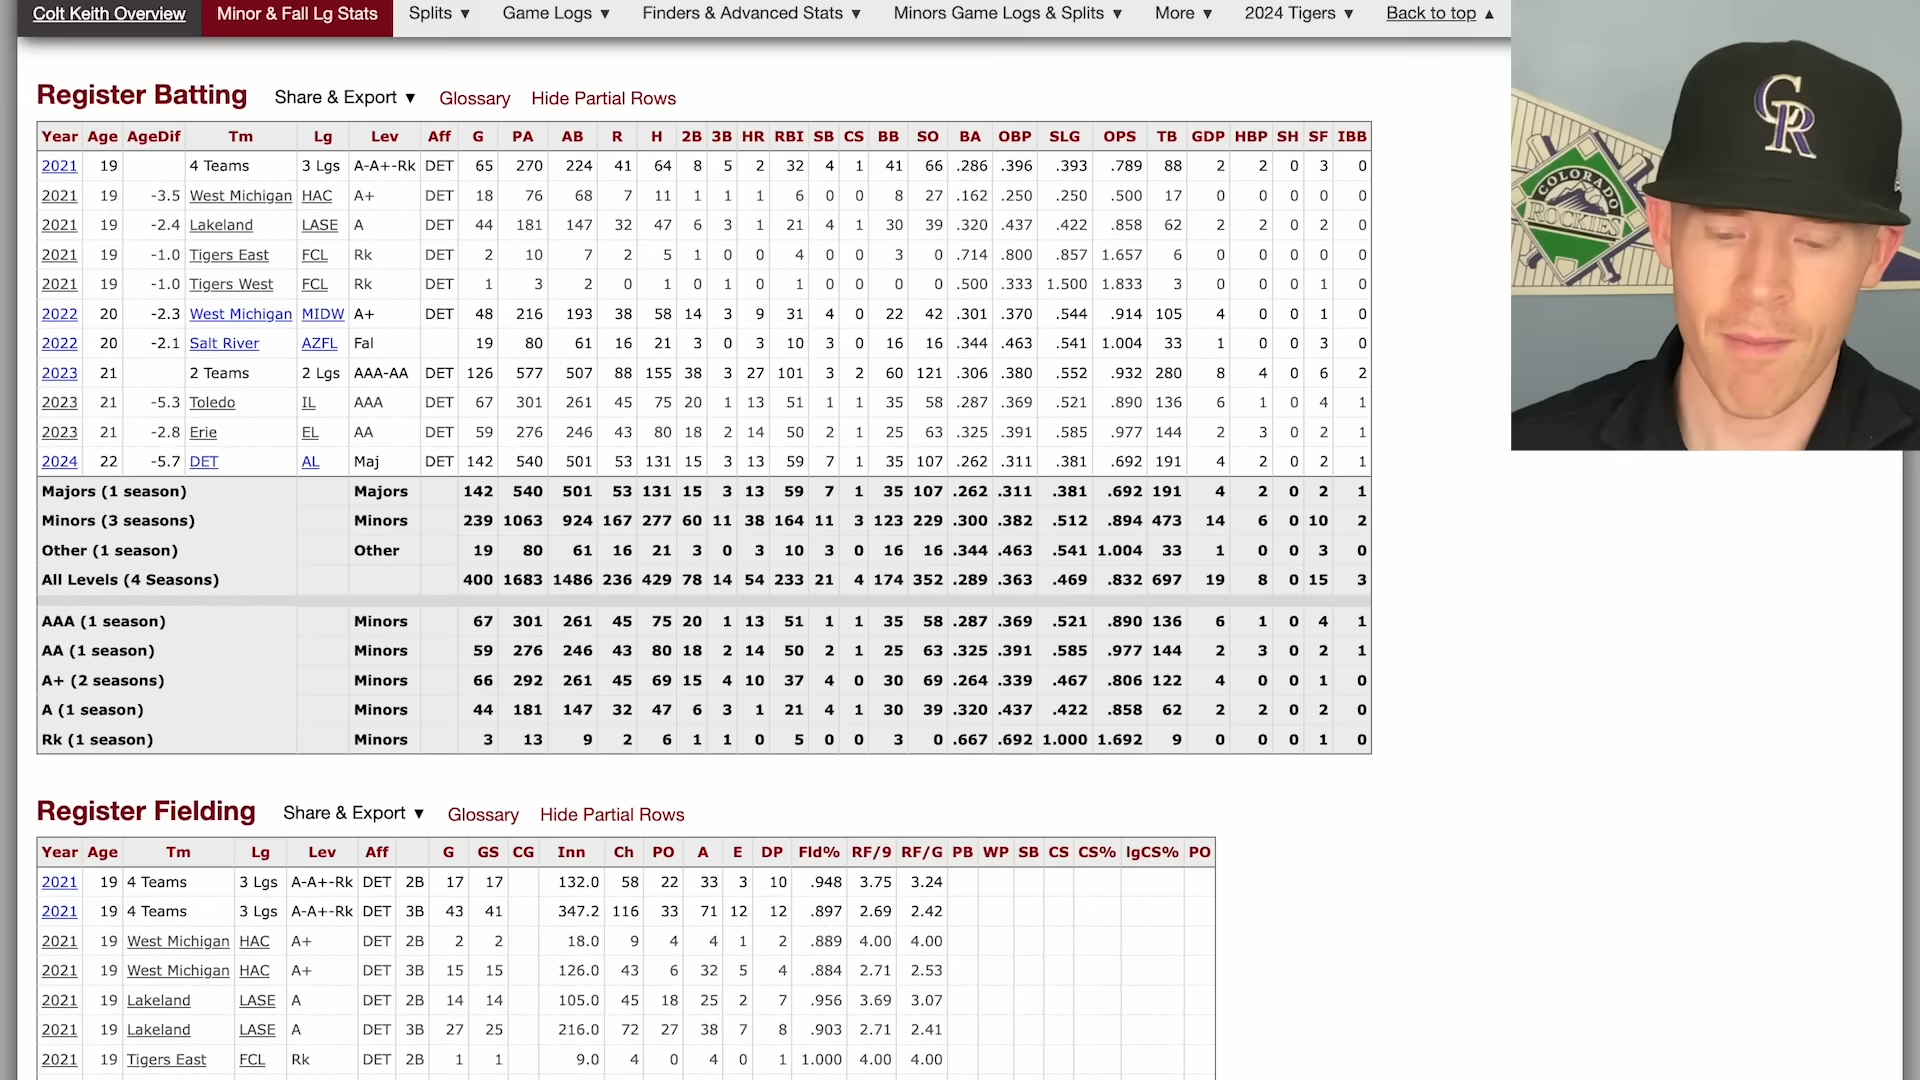 Colt Keith Overview Minor & Fall Lg Stats Splits ▼ Game Logs ▼ Finders & Advanced Stats ▼ Minors Game Logs & Splits ▼ More ▼ 2024 Tigers ▼ Back to top ▲
Register Batting Share & Export ▼ Glossary Hide Partial Rows
Year Age AgeDif Tm Lg Lev Aff G PA AB R H 2B 3B HR RBI SB CS BB SO BA OBP SLG OPS TB GDP HBP SH SF IBB
2021 19 4 Teams 3 Lgs A-A+-Rk DET 65 270 224 41 64 8 5 2 32 4 1 41 66 .286 .396 .393 .789 88 2 2 0 3 0
2021 19 -3.5 West Michigan HAC A+ DET 18 76 68 7 11 1 1 1 6 0 0 8 27 .162 .250 .250 .500 17 0 0 0 0 0
2021 19 -2.4 Lakeland LASE A DET 44 181 147 32 47 6 3 1 21 4 1 30 39 .320 .437 .422 .858 62 2 2 0 2 0
2021 19 -1.0 Tigers East FCL Rk DET 2 10 7 2 5 1 0 0 4 0 0 3 0 .714 .800 .857 1.657 6 0 0 0 0 0
2021 19 -1.0 Tigers West FCL Rk DET 1 3 2 0 1 0 1 0 1 0 0 0 0 .500 .333 1.500 1.833 3 0 0 0 1 0
2022 20 -2.3 West Michigan MIDW A+ DET 48 216 193 38 58 14 3 9 31 4 0 22 42 .301 .370 .544 .914 105 4 0 0 1 0
2022 20 -2.1 Salt River AZFL Fal 19 80 61 16 21 3 0 3 10 3 0 16 16 .344 .463 .541 1.004 33 1 0 0 3 0
2023 21 2 Teams 2 Lgs AAA-AA DET 126 577 507 88 155 38 3 27 101 3 2 60 121 .306 .380 .552 .932 280 8 4 0 6 2
2023 21 -5.3 Toledo IL AAA DET 67 301 261 45 75 20 1 13 51 1 1 35 58 .287 .369 .521 .890 136 6 1 0 4 1
2023 21 -2.8 Erie EL AA DET 59 276 246 43 80 18 2 14 50 2 1 25 63 .325 .391 .585 .977 144 2 3 0 2 1
2024 22 -5.7 DET AL Maj DET 142 540 501 53 131 15 3 13 59 7 1 35 107 .262 .311 .381 .692 191 4 2 0 2 1
Majors (1 season) Majors 142 540 501 53 131 15 3 13 59 7 1 35 107 .262 .311 .381 .692 191 4 2 0 2 1
Minors (3 seasons) Minors 239 1063 924 167 277 60 11 38 164 11 3 123 229 .300 .382 .512 .894 473 14 6 0 10 2
Other (1 season) Other 19 80 61 16 21 3 0 3 10 3 0 16 16 .344 .463 .541 1.004 33 1 0 0 3 0
All Levels (4 Seasons) 400 1683 1486 236 429 78 14 54 233 21 4 174 352 .289 .363 .469 .832 697 19 8 0 15 3
AAA (1 season) Minors 67 301 261 45 75 20 1 13 51 1 1 35 58 .287 .369 .521 .890 136 6 1 0 4 1
AA (1 season) Minors 59 276 246 43 80 18 2 14 50 2 1 25 63 .325 .391 .585 .977 144 2 3 0 2 1
A+ (2 seasons) Minors 66 292 261 45 69 15 4 10 37 4 0 30 69 .264 .339 .467 .806 122 4 0 0 1 0
A (1 season) Minors 44 181 147 32 47 6 3 1 21 4 1 30 39 .320 .437 .422 .858 62 2 2 0 2 0
Rk (1 season) Minors 3 13 9 2 6 1 1 0 5 0 0 3 0 .667 .692 1.000 1.692 9 0 0 0 1 0
Register Fielding Share & Export ▼ Glossary Hide Partial Rows
Year Age Tm Lg Lev Aff G GS CG Inn Ch PO A E DP Fld% RF/9 RF/G PB WP SB CS CS% lgCS% PO
2021 19 4 Teams 3 Lgs A-A+-Rk DET 2B 17 17 132.0 58 22 33 3 10 .948 3.75 3.24
2021 19 4 Teams 3 Lgs A-A+-Rk DET 3B 43 41 347.2 116 33 71 12 12 .897 2.69 2.42
2021 19 West Michigan HAC A+ DET 2B 2 2 18.0 9 4 4 1 2 .889 4.00 4.00
2021 19 West Michigan HAC A+ DET 3B 15 15 126.0 43 6 32 5 4 .884 2.71 2.53
2021 19 Lakeland LASE A DET 2B 14 14 105.0 45 18 25 2 7 .956 3.69 3.07
2021 19 Lakeland LASE A DET 3B 27 25 216.0 72 27 38 7 8 .903 2.71 2.41
2021 19 Tigers East FCL Rk DET 2B 1 1 9.0 4 0 4 0 1 1.000 4.00 4.00
CR
COLORADO
ROCKIES